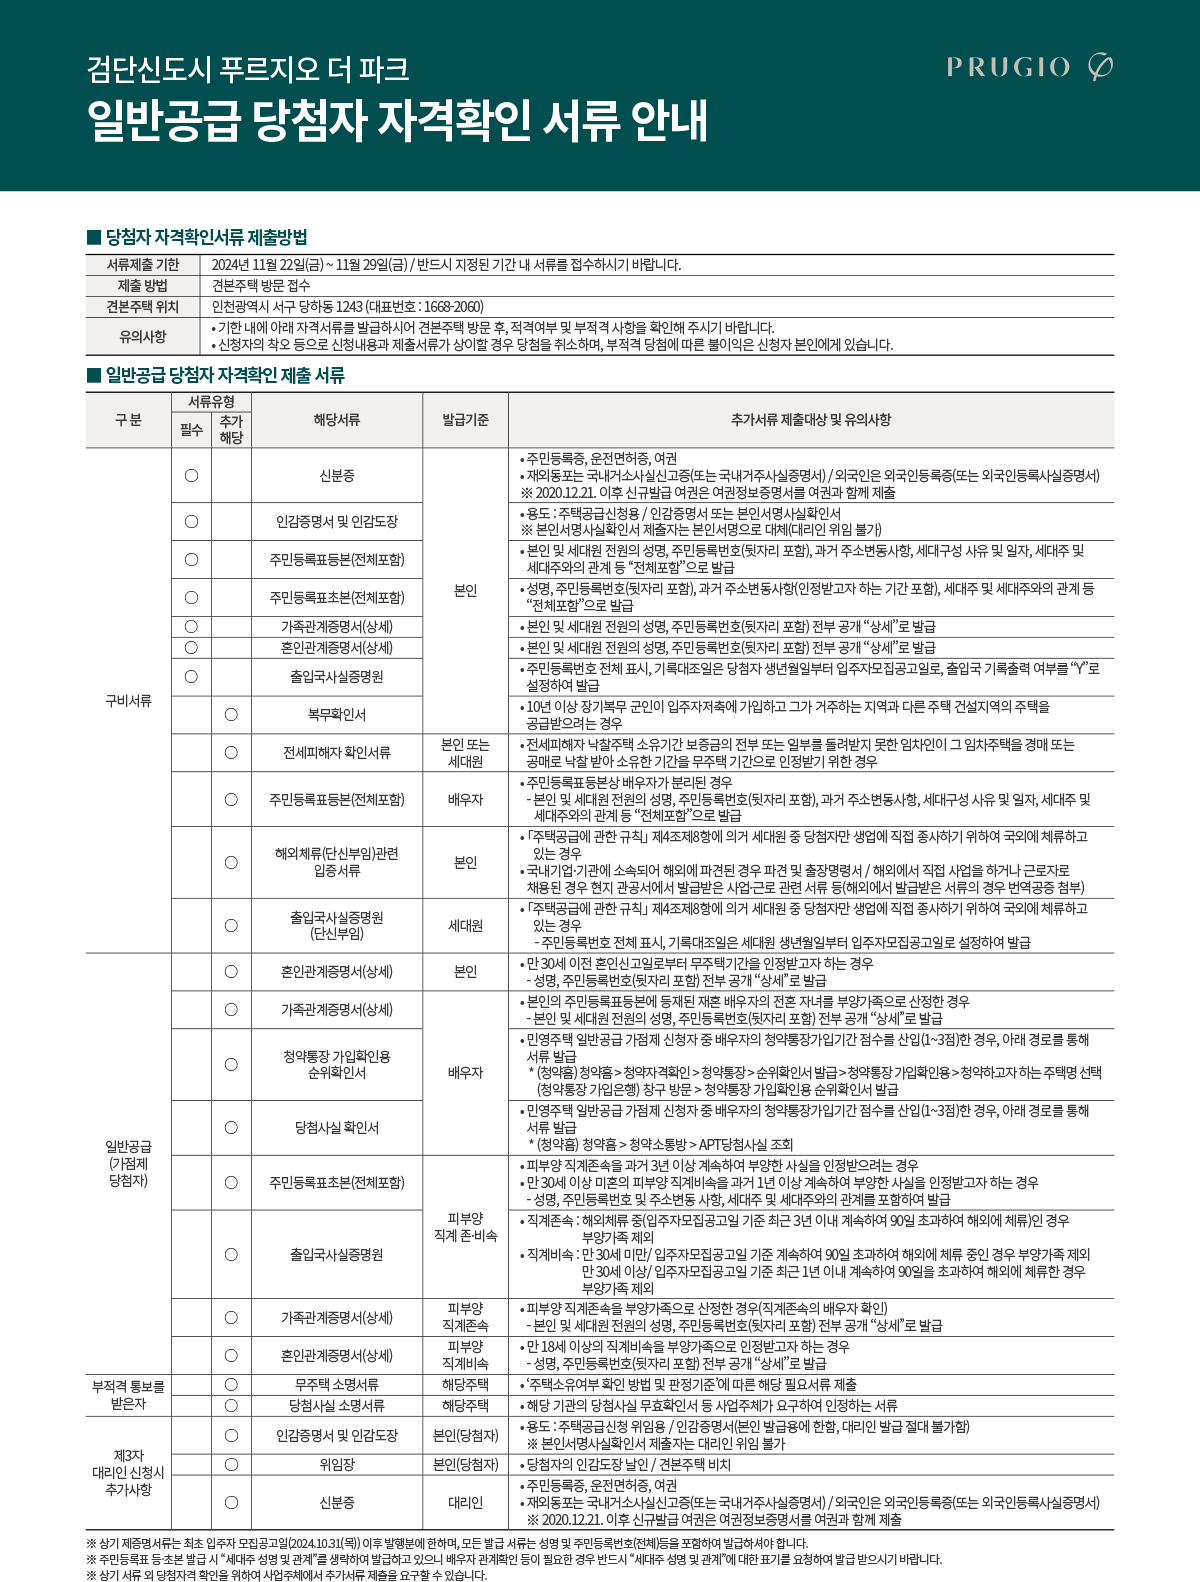 검단신도시 푸르지오 더 파크
PRUGIO
일반공급 당첨자 자격확인 서류 안내
■ 당첨자 자격확인서류 제출방법
서류제출 기한 2024년 11월 22일(금) ~ 11월 29일(금) / 반드시 지정된 기간 내 서류를 접수하시기 바랍니다.
제출 방법 견본주택 방문 접수
견본주택 위치 인천광역시 서구 당하동 1243 (대표번호 : 1668-2060)
유의사항
• 기한 내에 아래 자격서류를 발급하시어 견본주택 방문 후, 적격여부 및 부적격 사항을 확인해 주시기 바랍니다.
• 신청자의 착오 등으로 신청내용과 제출서류가 상이할 경우 당첨을 취소하며, 부적격 당첨에 따른 불이익은 신청자 본인에게 있습니다.
■ 일반공급 당첨자 자격확인 제출 서류
구 분 서류유형 해당서류 발급기준 추가서류 제출대상 및 유의사항
필수 추가
해당
구비서류
○ 신분증 본인
• 주민등록증, 운전면허증, 여권
• 재외동포는 국내거소사실신고증(또는 국내거주사실증명서) / 외국인은 외국인등록증(또는 외국인등록사실증명서)
※ 2020.12.21. 이후 신규발급 여권은 여권정보증명서를 여권과 함께 제출
○ 인감증명서 및 인감도장
• 용도 : 주택공급신청용 / 인감증명서 또는 본인서명사실확인서
※ 본인서명사실확인서 제출자는 본인서명으로 대체(대리인 위임 불가)
○ 주민등록표등본(전체포함)
• 본인 및 세대원 전원의 성명, 주민등록번호(뒷자리 포함), 과거 주소변동사항, 세대구성 사유 및 일자, 세대주 및
세대주와의 관계 등 “전체포함”으로 발급
○ 주민등록표초본(전체포함)
• 성명, 주민등록번호(뒷자리 포함), 과거 주소변동사항(인정받고자 하는 기간 포함), 세대주 및 세대주와의 관계 등
“전체포함”으로 발급
○ 가족관계증명서(상세) • 본인 및 세대원 전원의 성명, 주민등록번호(뒷자리 포함) 전부 공개 “상세”로 발급
○ 혼인관계증명서(상세) • 본인 및 세대원 전원의 성명, 주민등록번호(뒷자리 포함) 전부 공개 “상세”로 발급
○ 출입국사실증명원
• 주민등록번호 전체 표시, 기록대조일은 당첨자 생년월일부터 입주자모집공고일로, 출입국 기록출력 여부를 “Y”로
설정하여 발급
○ 복무확인서
• 10년 이상 장기복무 군인이 입주자저축에 가입하고 그가 거주하는 지역과 다른 주택 건설지역의 주택을
공급받으려는 경우
○ 전세피해자 확인서류 본인 또는
세대원
• 전세피해자 낙찰주택 소유기간 보증금의 전부 또는 일부를 돌려받지 못한 임차인이 그 임차주택을 경매 또는
공매로 낙찰 받아 소유한 기간을 무주택 기간으로 인정받기 위한 경우
○ 주민등록표등본(전체포함) 배우자
• 주민등록표등본상 배우자가 분리된 경우
- 본인 및 세대원 전원의 성명, 주민등록번호(뒷자리 포함), 과거 주소변동사항, 세대구성 사유 및 일자, 세대주 및
세대주와의 관계 등 “전체포함”으로 발급
○ 해외체류(단신부임)관련
입증서류
본인
• 「주택공급에 관한 규칙」 제4조제8항에 의거 세대원 중 당첨자만 생업에 직접 종사하기 위하여 국외에 체류하고
있는 경우
• 국내기업·기관에 소속되어 해외에 파견된 경우 파견 및 출장명령서 / 해외에서 직접 사업을 하거나 근로자로
채용된 경우 현지 관공서에서 발급받은 사업·근로 관련 서류 등(해외에서 발급받은 서류의 경우 번역공증 첨부)
○ 출입국사실증명원
(단신부임)
세대원
• 「주택공급에 관한 규칙」 제4조제8항에 의거 세대원 중 당첨자만 생업에 직접 종사하기 위하여 국외에 체류하고
있는 경우
- 주민등록번호 전체 표시, 기록대조일은 세대원 생년월일부터 입주자모집공고일로 설정하여 발급
일반공급
(가점제
당첨자)
○ 혼인관계증명서(상세) 본인
• 만 30세 이전 혼인신고일로부터 무주택기간을 인정받고자 하는 경우
- 성명, 주민등록번호(뒷자리 포함) 전부 공개 “상세”로 발급
○ 가족관계증명서(상세) 배우자
• 본인의 주민등록표등본에 등재된 재혼 배우자의 전혼 자녀를 부양가족으로 산정한 경우
- 본인 및 세대원 전원의 성명, 주민등록번호(뒷자리 포함) 전부 공개 “상세”로 발급
○ 청약통장 가입확인용
순위확인서
• 민영주택 일반공급 가점제 신청자 중 배우자의 청약통장가입기간 점수를 산입(1~3점)한 경우, 아래 경로를 통해
서류 발급
* (청약홈) 청약홈 > 청약자격확인 > 청약통장 > 순위확인서 발급 > 청약통장 가입확인용 > 청약하고자 하는 주택명 선택
(청약통장 가입은행) 창구 방문 > 청약통장 가입확인용 순위확인서 발급
○ 당첨사실 확인서
• 민영주택 일반공급 가점제 신청자 중 배우자의 청약통장가입기간 점수를 산입(1~3점)한 경우, 아래 경로를 통해
서류 발급
* (청약홈) 청약홈 > 청약소통방 > APT당첨사실 조회
○ 주민등록표초본(전체포함) 피부양
직계 존·비속
• 피부양 직계존속을 과거 3년 이상 계속하여 부양한 사실을 인정받으려는 경우
• 만 30세 이상 미혼의 피부양 직계비속을 과거 1년 이상 계속하여 부양한 사실을 인정받고자 하는 경우
- 성명, 주민등록번호 및 주소변동 사항, 세대주 및 세대주와의 관계를 포함하여 발급
○ 출입국사실증명원
• 직계존속 : 해외체류 중(입주자모집공고일 기준 최근 3년 이내 계속하여 90일 초과하여 해외에 체류)인 경우
부양가족 제외
• 직계비속 : 만 30세 미만/ 입주자모집공고일 기준 계속하여 90일 초과하여 해외에 체류 중인 경우 부양가족 제외
만 30세 이상/ 입주자모집공고일 기준 최근 1년 이내 계속하여 90일을 초과하여 해외에 체류한 경우
부양가족 제외
○ 가족관계증명서(상세) 피부양
직계존속
• 피부양 직계존속을 부양가족으로 산정한 경우(직계존속의 배우자 확인)
- 본인 및 세대원 전원의 성명, 주민등록번호(뒷자리 포함) 전부 공개 “상세”로 발급
○ 혼인관계증명서(상세) 피부양
직계비속
• 만 18세 이상의 직계비속을 부양가족으로 인정받고자 하는 경우
- 성명, 주민등록번호(뒷자리 포함) 전부 공개 “상세”로 발급
부적격 통보를
받은자
○ 무주택 소명서류 해당주택 • ‘주택소유여부 확인 방법 및 판정기준’에 따른 해당 필요서류 제출
○ 당첨사실 소명서류 해당주택 • 해당 기관의 당첨사실 무효확인서 등 사업주체가 요구하여 인정하는 서류
제3자
대리인 신청시
추가사항
○ 인감증명서 및 인감도장 본인(당첨자)
• 용도 : 주택공급신청 위임용 / 인감증명서(본인 발급용에 한함, 대리인 발급 절대 불가함)
※ 본인서명사실확인서 제출자는 대리인 위임 불가
○ 위임장 본인(당첨자) • 당첨자의 인감도장 날인 / 견본주택 비치
○ 신분증 대리인
• 주민등록증, 운전면허증, 여권
• 재외동포는 국내거소사실신고증(또는 국내거주사실증명서) / 외국인은 외국인등록증(또는 외국인등록사실증명서)
※ 2020.12.21. 이후 신규발급 여권은 여권정보증명서를 여권과 함께 제출
※ 상기 제증명서류는 최초 입주자 모집공고일(2024.10.31(목)) 이후 발행분에 한하며, 모든 발급 서류는 성명 및 주민등록번호(전체)등을 포함하여 발급하셔야 합니다.
※ 주민등록표 등·초본 발급 시 “세대주 성명 및 관계”를 생략하여 발급하고 있으니 배우자 관계확인 등이 필요한 경우 반드시 “세대주 성명 및 관계”에 대한 표기를 요청하여 발급 받으시기 바랍니다.
※ 상기 서류 외 당첨자격 확인을 위하여 사업주체에서 추가서류 제출을 요구할 수 있습니다.